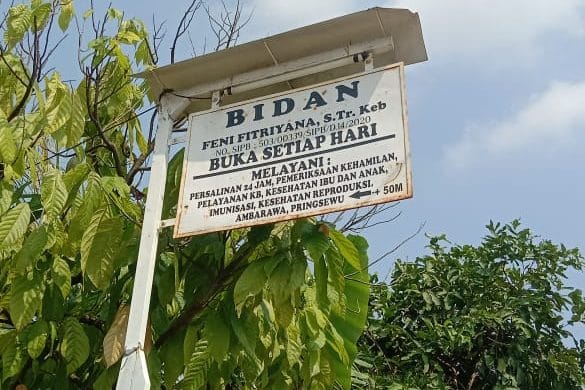 BIDAN
FENI FITRIYANA, S.Tr. Keb
NO. SIPB : 503/00339/SIPB/D.14/2020
BUKA SETIAP HARI
MELAYANI :
PERSALINAN 24 JAM, PEMERIKSAAN KEHAMILAN,
PELAYANAN KB, KESEHATAN IBU DAN ANAK,
IMUNISASI, KESEHATAN REPRODUKSI.
AMBARAWA, PRINGSEWU
← + 50M